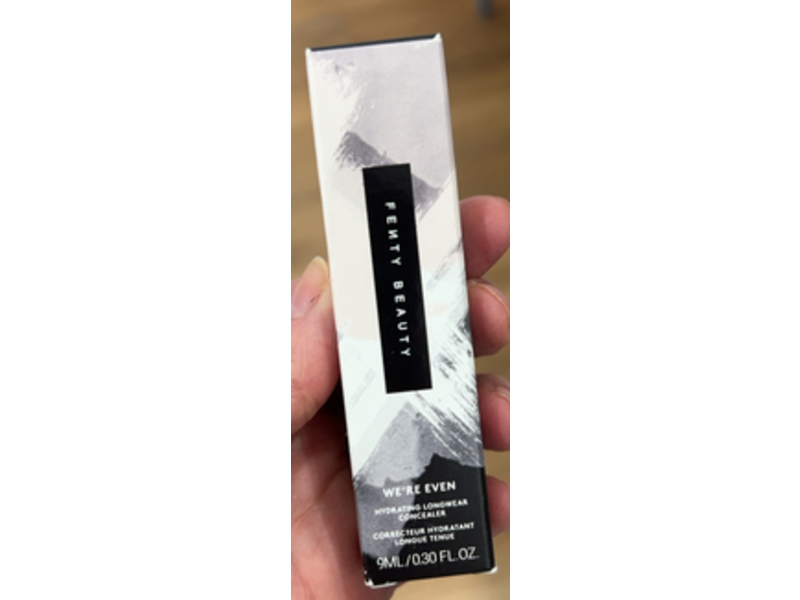 FENTY BEAUTY
WE'RE EVEN
HYDRATING LONGWEAR
CONCEALER
CORRECTEUR HYDRATANT
LONGUE TENUE
9ML/0.30 FL.OZ.